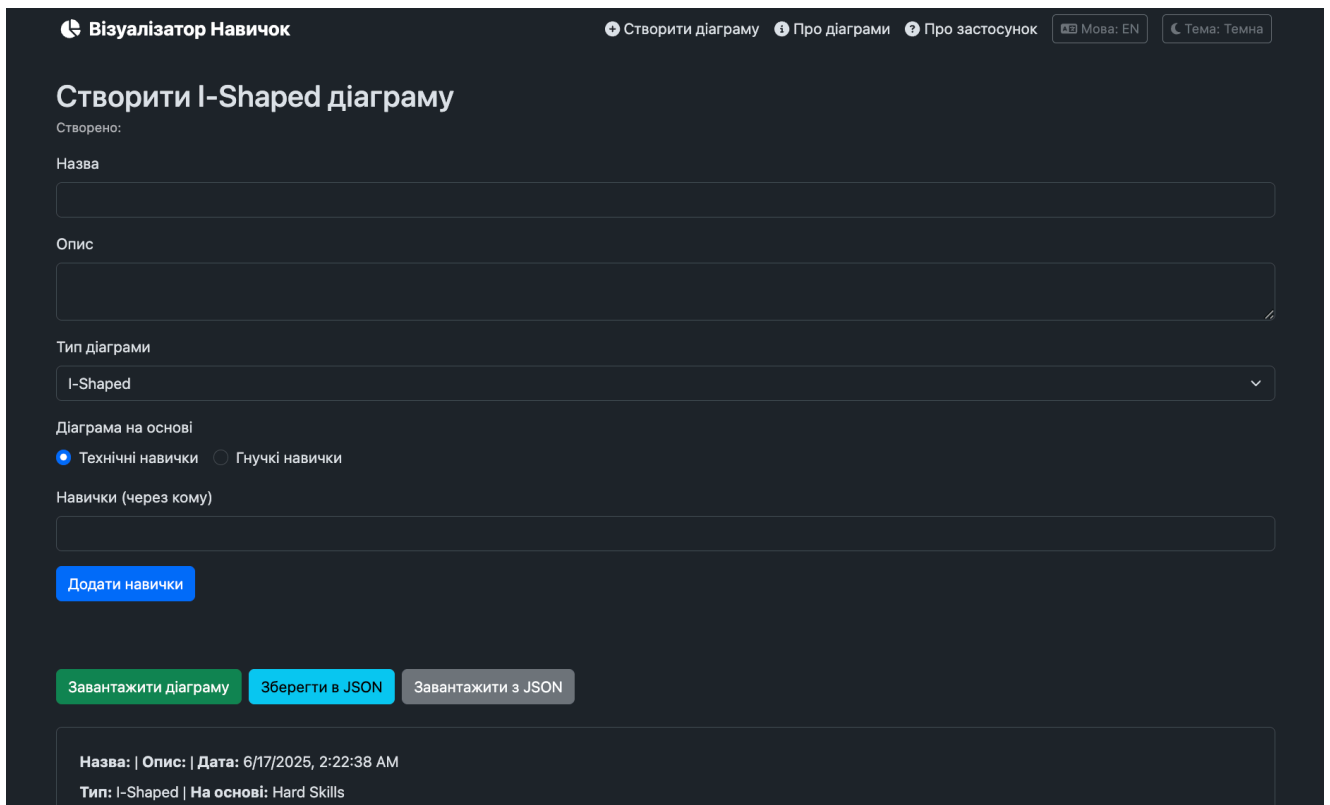 Візуалізатор Навичок
Створити діаграму
Про діаграми
Про застосунок
Мова: EN
Тема: Темна
Створити I-Shaped діаграму
Створено:
Назва
Опис
Тип діаграми
I-Shaped
Діаграма на основі
Технічні навички
Гнучкі навички
Навички (через кому)
Додати навички
Завантажити діаграму
Зберегти в JSON
Завантажити з JSON
Назва: | Опис: | Дата: 6/17/2025, 2:22:38 AM
Тип: I-Shaped | На основі: Hard Skills